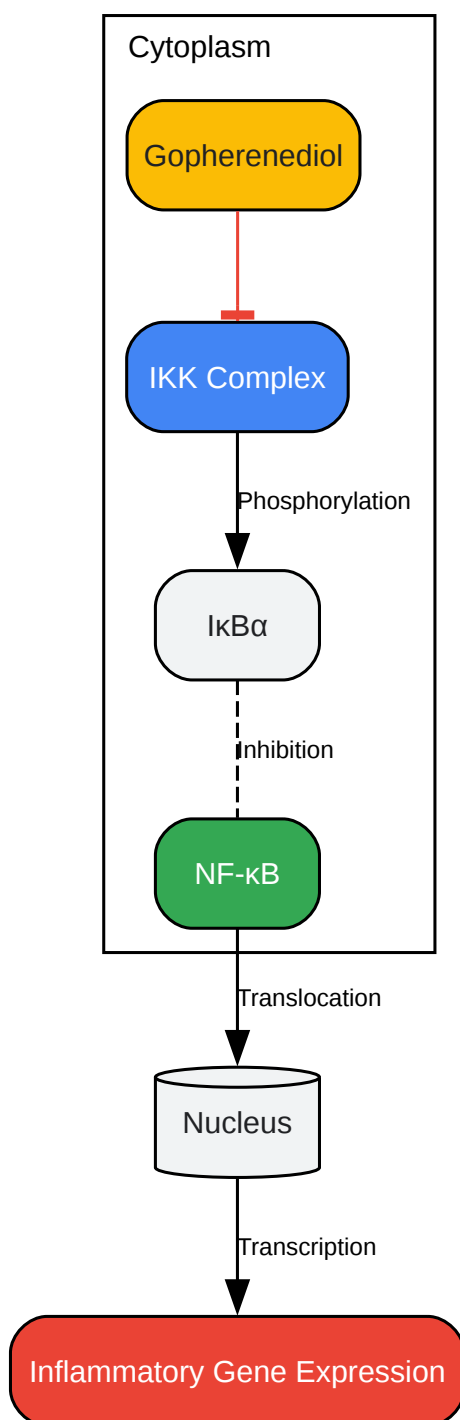 Cytoplasm
Gopherenediol
IKK Complex
Phosphorylation
IκBα
Inhibition
NF-κB
Translocation
Nucleus
Transcription
Inflammatory Gene Expression